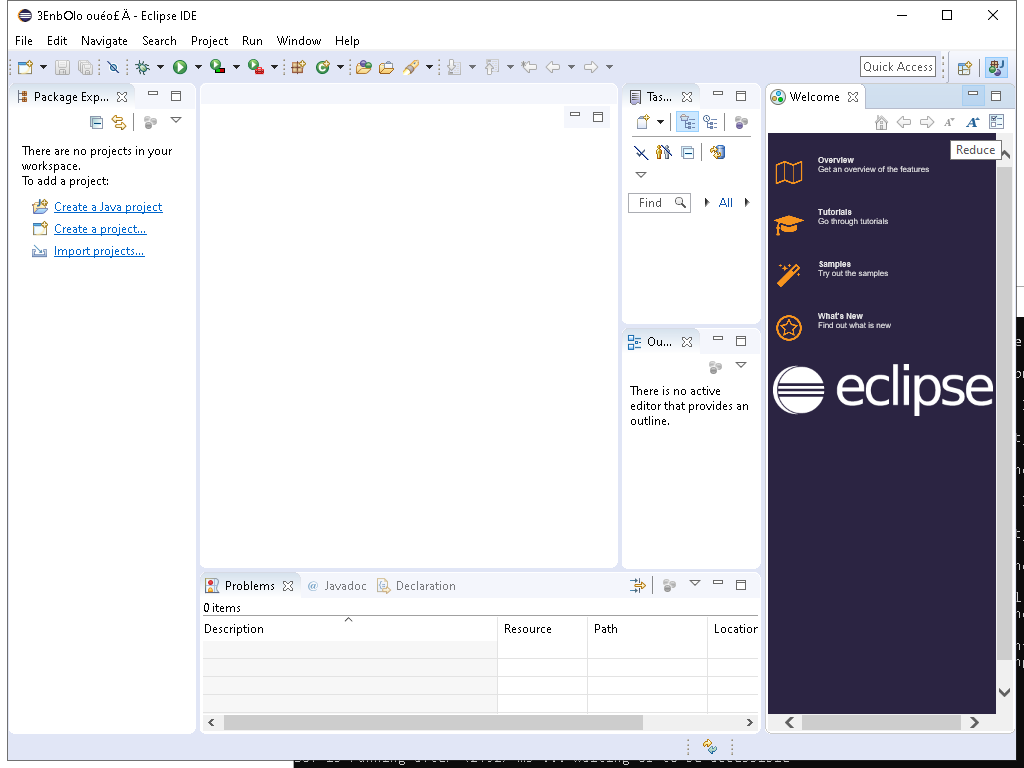 3EnbOlo ouéo£Ä - Eclipse IDE
File Edit Navigate Search Project Run Window Help
Quick Access
Package Exp...
There are no projects in your
workspace.
To add a project:
Create a Java project
Create a project...
Import projects...
Tas...
Find
All
Ou...
There is no active
editor that provides an
outline.
Welcome
Reduce
Overview
Get an overview of the features
Tutorials
Go through tutorials
Samples
Try out the samples
What's New
Find out what is new
eclipse
Problems @ Javadoc Declaration
0 items
Description Resource Path Location